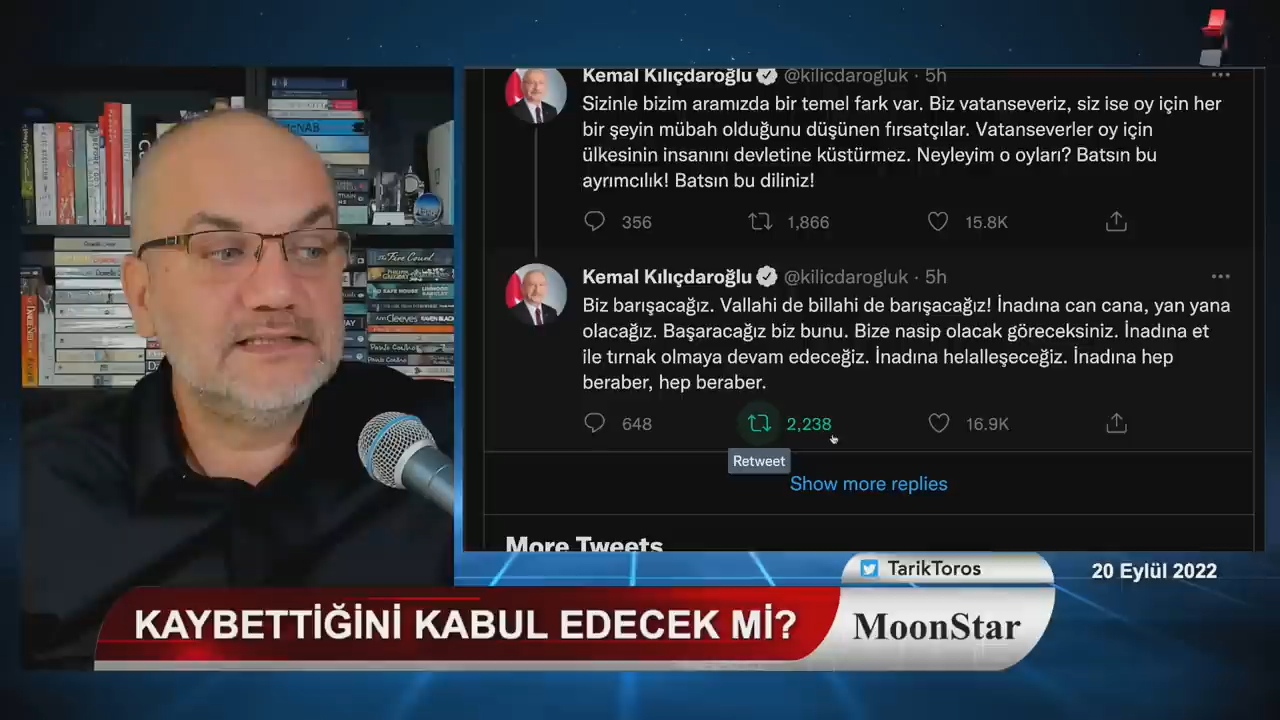 Kemal Kılıçdaroğlu @kilicdarogluk · 5h
Sizinle bizim aramızda bir temel fark var. Biz vatanseveriz, siz ise oy için her
bir şeyin mübah olduğunu düşünen fırsatçılar. Vatanseverler oy için
ülkesinin insanını devletine küstürmez. Neyleyim o oyları? Batsın bu
ayrımcılık! Batsın bu diliniz!
356 1,866 15.8K
Kemal Kılıçdaroğlu @kilicdarogluk · 5h
Biz barışacağız. Vallahi de billahi de barışacağız! İnadına can cana, yan yana
olacağız. Başaracağız biz bunu. Bize nasip olacak göreceksiniz. İnadına et
ile tırnak olmaya devam edeceğiz. İnadına helalleşeceğiz. İnadına hep
beraber, hep beraber.
648 2,238 16.9K
Retweet
Show more replies
More Tweets
TarikToros
20 Eylül 2022
KAYBETTİĞİNİ KABUL EDECEK Mİ?
MoonStar